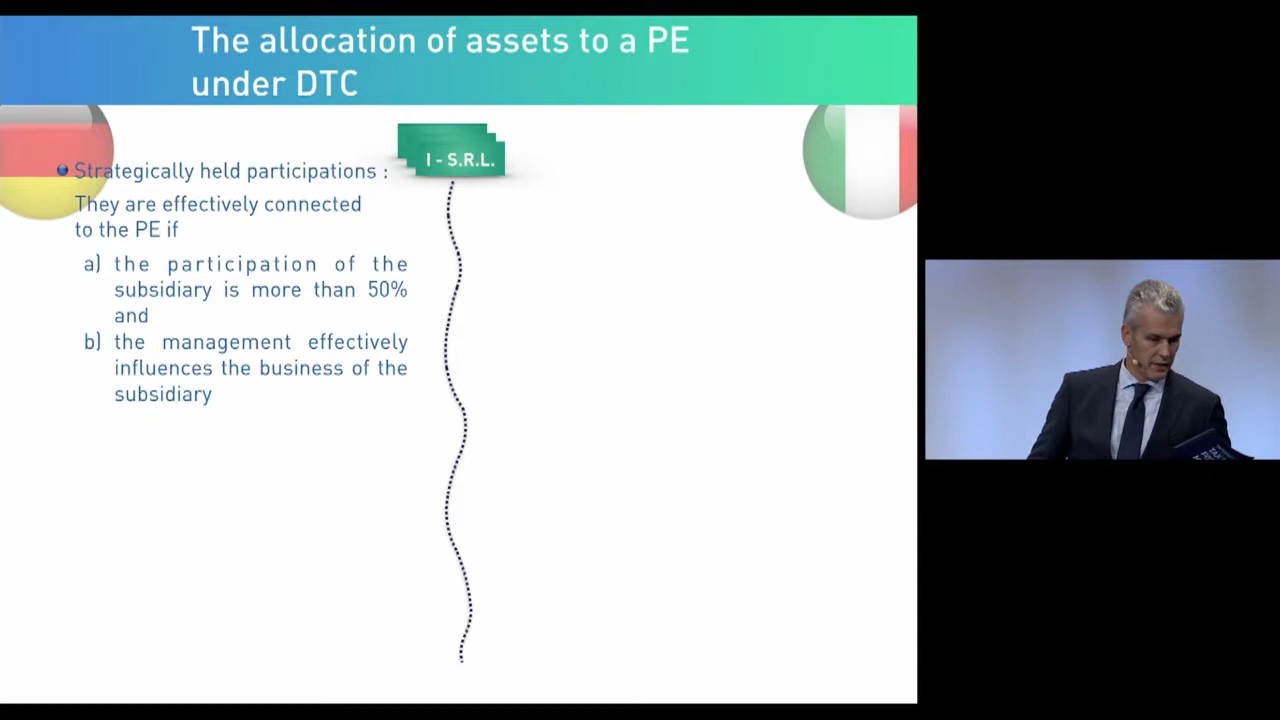 The allocation of assets to a PE
under DTC
I - S.R.L.
Strategically held participations :
They are effectively connected
to the PE if
a) the participation of the
subsidiary is more than 50%
and
b) the management effectively
influences the business of the
subsidiary